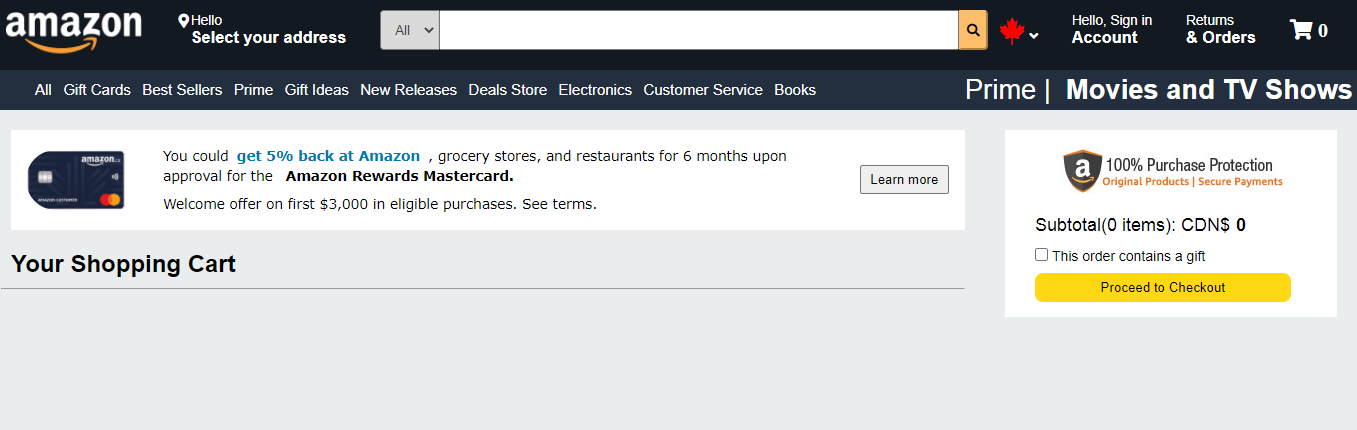 amazon
Hello
Select your address
All
Hello, Sign in
Account
Returns
& Orders
0
All Gift Cards Best Sellers Prime Gift Ideas New Releases Deals Store Electronics Customer Service Books
Prime | Movies and TV Shows
amazon.ca
AMAZON CUSTOMER
You could get 5% back at Amazon , grocery stores, and restaurants for 6 months upon
approval for the Amazon Rewards Mastercard.
Welcome offer on first $3,000 in eligible purchases. See terms.
Learn more
a 100% Purchase Protection
Original Products | Secure Payments
Subtotal(0 items): CDN$ 0
This order contains a gift
Proceed to Checkout
Your Shopping Cart